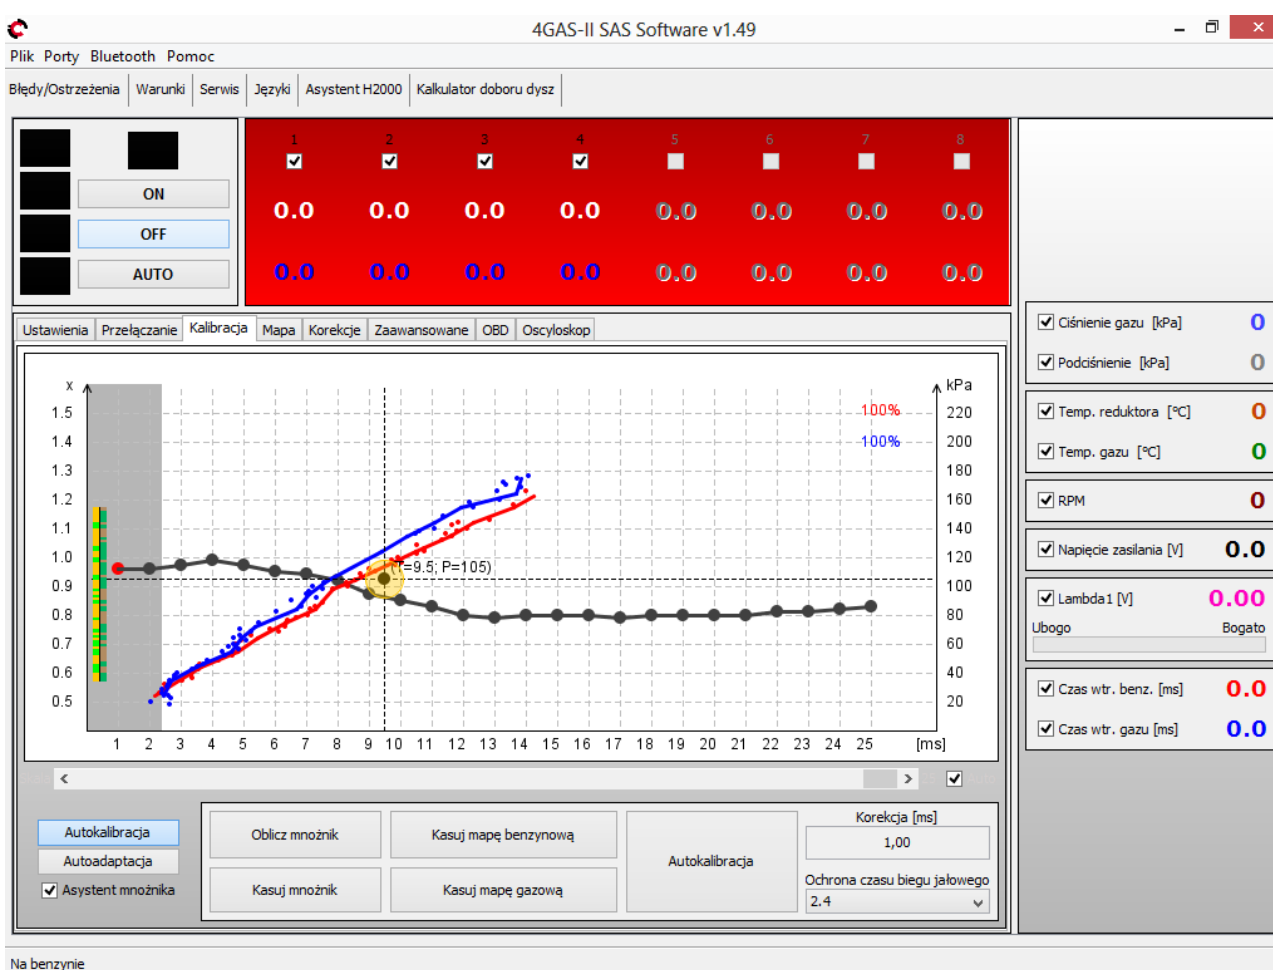 4GAS-II SAS Software v1.49
Plik Porty Bluetooth Pomoc
Błędy/Ostrzeżenia Warunki Serwis Języki Asystent H2000 Kalkulator doboru dysz
1 2 3 4 5 6 7 8
ON
OFF
AUTO
0.0 0.0 0.0 0.0 0.0 0.0 0.0 0.0
0.0 0.0 0.0 0.0 0.0 0.0 0.0 0.0
Ustawienia Przełączanie Kalibracja Mapa Korekcje Zaawansowane OBD Oscyloskop
x kPa
1.5 100% 220
1.4 100% 200
1.3 180
1.2 160
1.1 140
1.0 120
(T=9.5; P=105)
0.9 100
0.8 80
0.7 60
0.6 40
0.5 20
1 2 3 4 5 6 7 8 9 10 11 12 13 14 15 16 17 18 19 20 21 22 23 24 25 [ms]
Autokalibracja
Autoadaptacja
Asystent mnożnika
Oblicz mnożnik
Kasuj mnożnik
Kasuj mapę benzynową
Kasuj mapę gazową
Autokalibracja
Korekcja [ms]
1,00
Ochrona czasu biegu jałowego
2.4
Ciśnienie gazu [kPa] 0
Podciśnienie [kPa] 0
Temp. reduktora [ºC] 0
Temp. gazu [ºC] 0
RPM 0
Napięcie zasilania [V] 0.0
Lambda1 [V] 0.00
Ubogo Bogato
Czas wtr. benz. [ms] 0.0
Czas wtr. gazu [ms] 0.0
Na benzynie